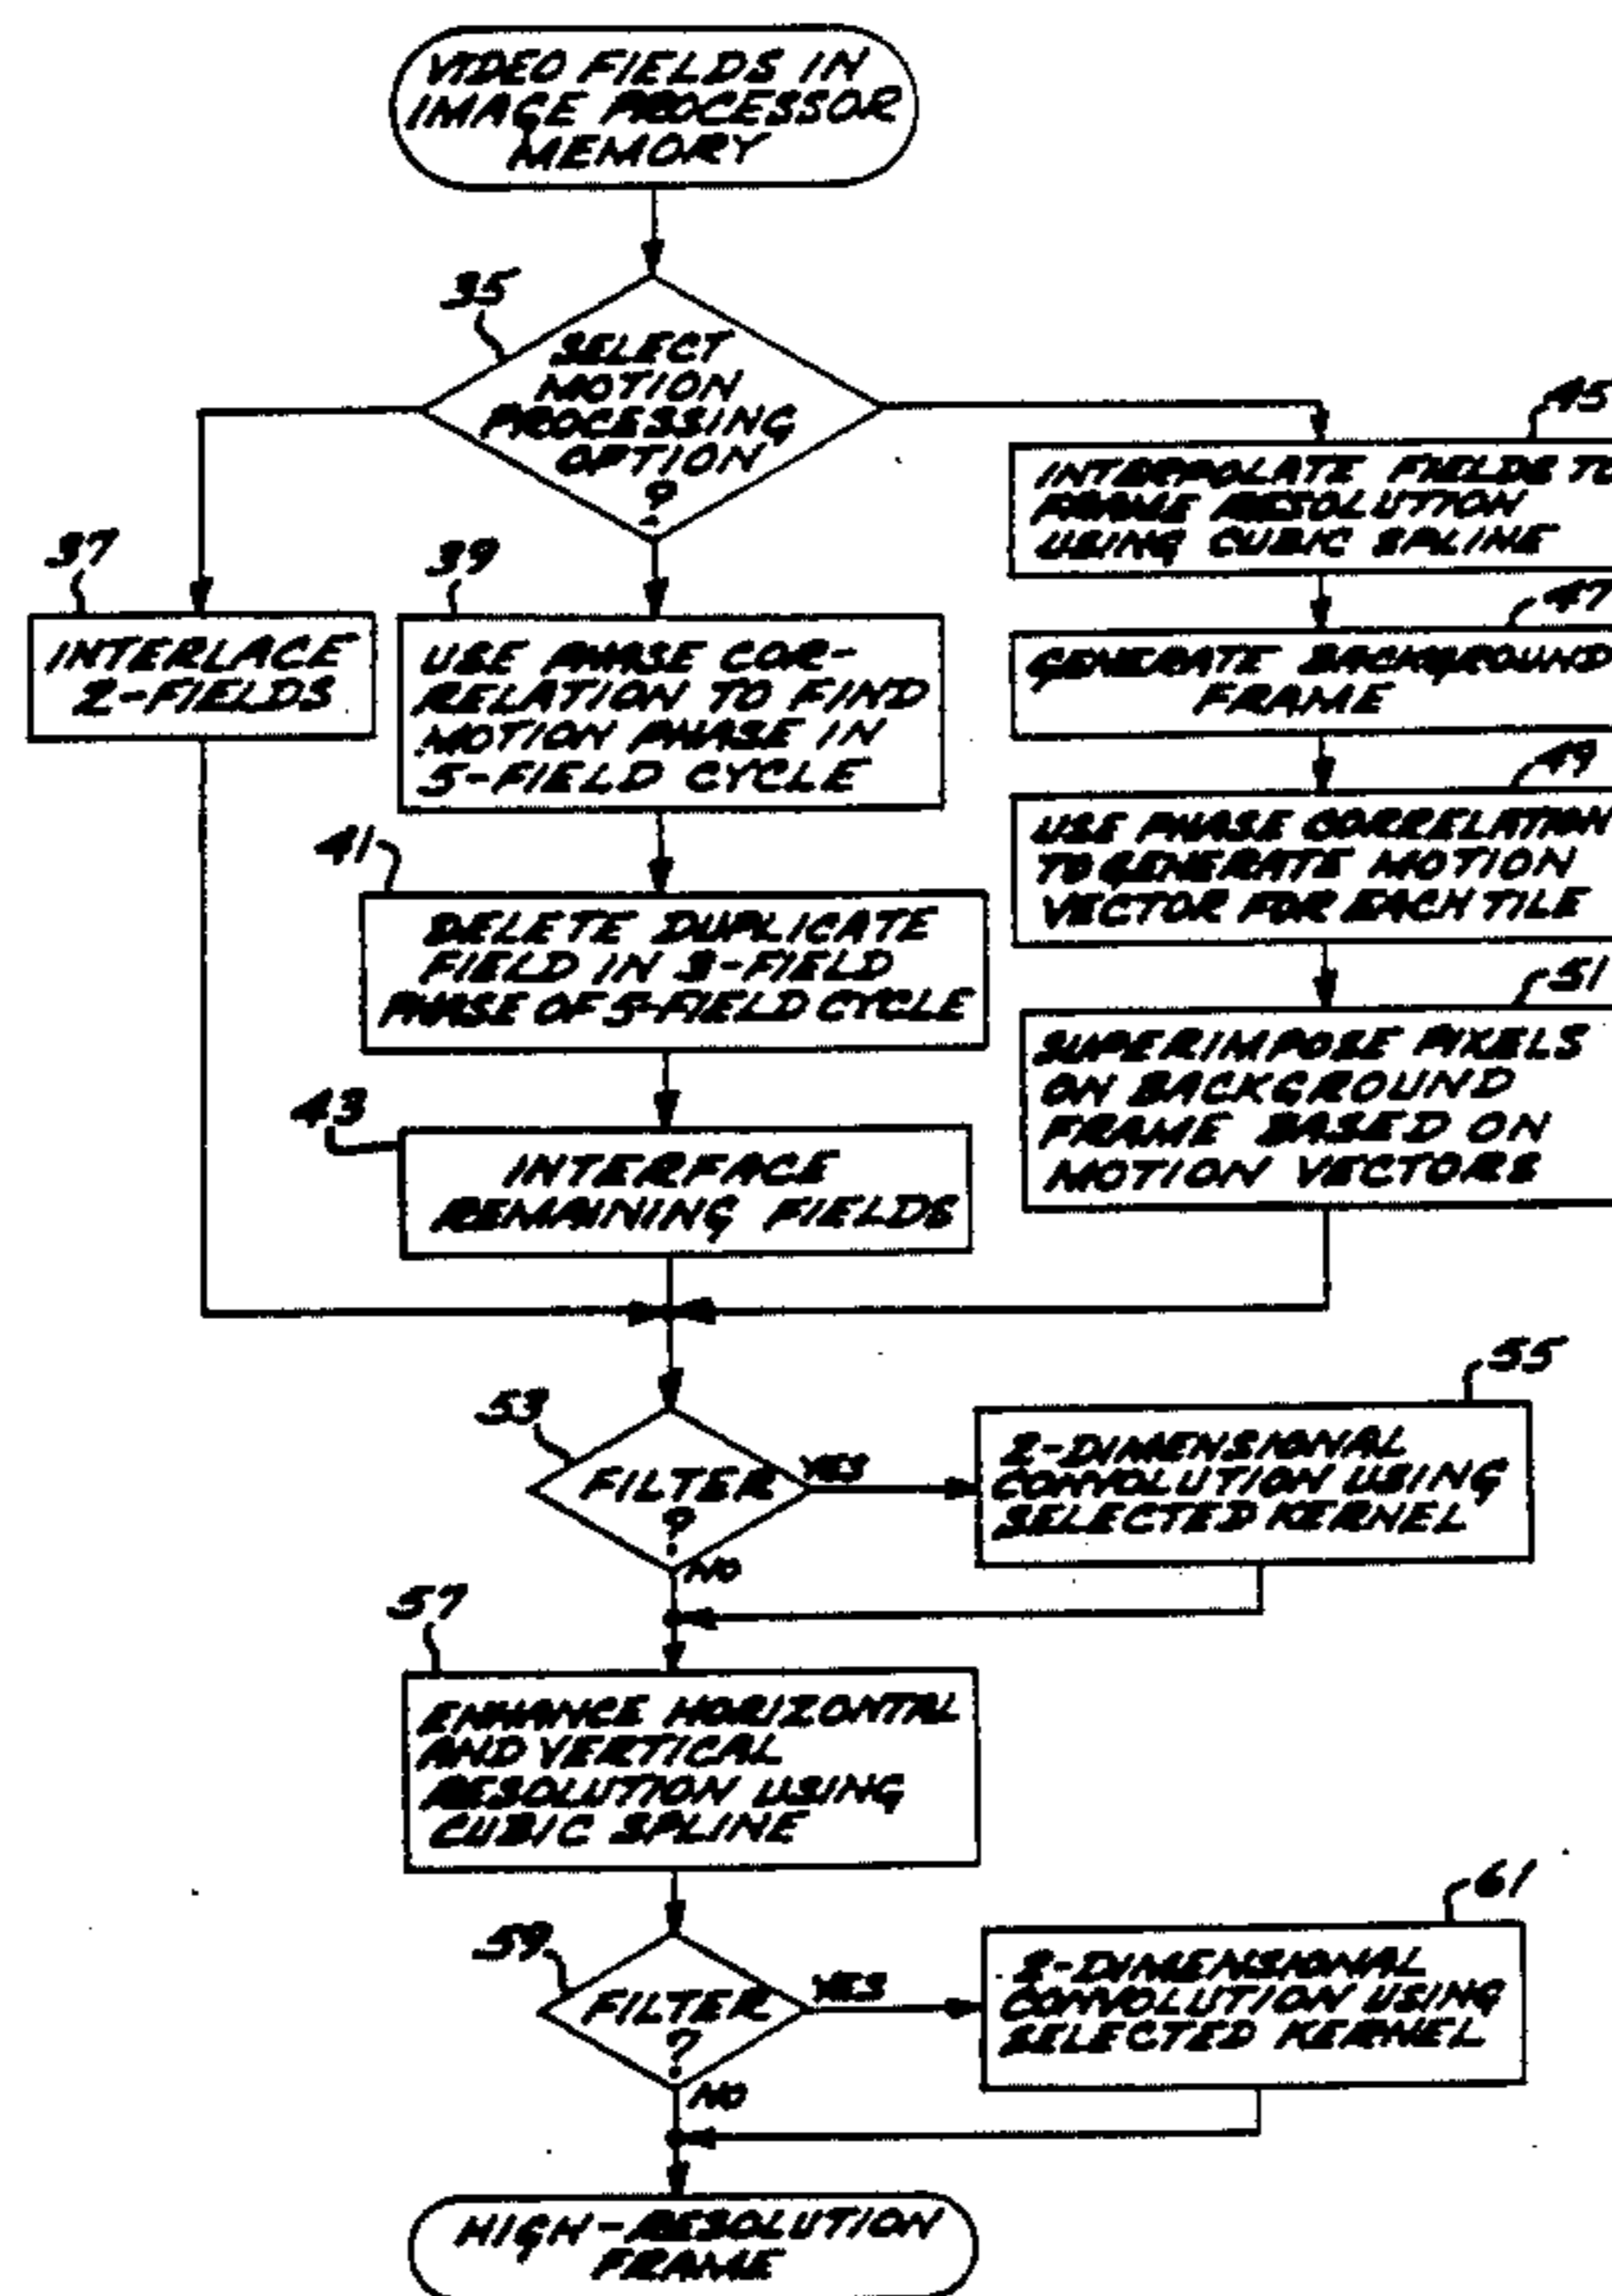 VIDEO FIELDS IN
IMAGE PROCESSOR
MEMORY
35
SELECT
MOTION
PROCESSING
OPTION
?
37
INTERLACE
2-FIELDS
39
USE PHASE COR-
RELATION TO FIND
MOTION PHASE IN
5-FIELD CYCLE
41
DELETE DUPLICATE
FIELD IN 3-FIELD
PHASE OF 5-FIELD CYCLE
43
INTERFACE
REMAINING FIELDS
45
INTERPOLATE FIELDS TO
FRAME RESOLUTION
USING CUBIC SPLINE
47
GENERATE BACKGROUND
FRAME
49
USE PHASE CORRELATION
TO GENERATE MOTION
VECTOR FOR EACH TILE
51
SUPERIMPOSE PIXELS
ON BACKGROUND
FRAME BASED ON
MOTION VECTORS
53
FILTER
?
YES
NO
55
2-DIMENSIONAL
CONVOLUTION USING
SELECTED KERNEL
57
ENHANCE HORIZONTAL
AND VERTICAL
RESOLUTION USING
CUBIC SPLINE
59
FILTER
?
YES
NO
61
2-DIMENSIONAL
CONVOLUTION USING
SELECTED KERNEL
HIGH-RESOLUTION
FRAME